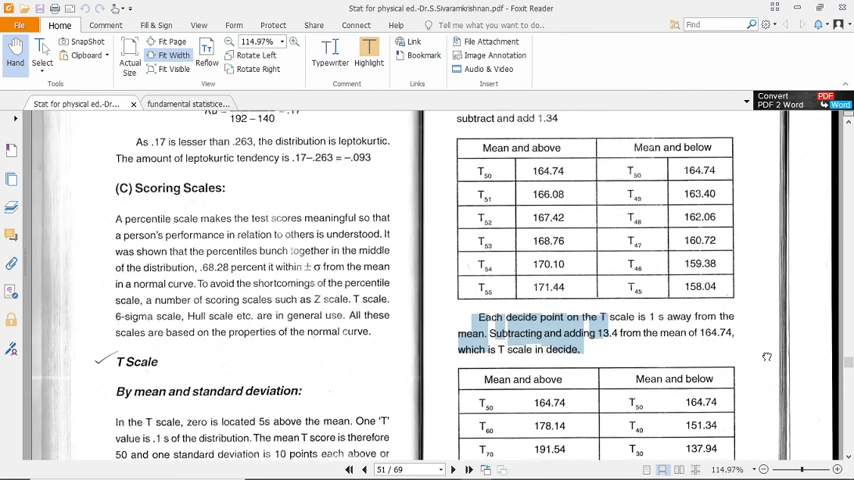 Stat for physical ed.-Dr.S.Sivaramkrishnan.pdf - Foxit Reader
File Home Comment Fill & Sign View Form Protect Share Connect Help Tell me what you want to do.. Find
Hand
Select
SnapShot
Clipboard
Actual Size
Fit Page
Fit Width
Fit Visible
Reflow
114.97%
Rotate Left
Rotate Right
Typewriter
Highlight
Link
Bookmark
File Attachment
Image Annotation
Audio & Video
Tools View Comment Links Insert
Stat for physical ed.-Dr....
fundamental statistice...
Convert PDF
PDF 2 Word Word
192 – 140
As .17 is lesser than .263, the distribution is leptokurtic.
The amount of leptokurtic tendency is .17–.263 = –.093
(C) Scoring Scales:
A percentile scale makes the test scores meaningful so that
a person's performance in relation to others is understood. It
was shown that the percentiles bunch together in the middle
of the distribution, .68.28 percent it within ± σ from the mean
in a normal curve. To avoid the shortcomings of the percentile
scale, a number of scoring scales such as Z scale. T scale.
6-sigma scale, Hull scale etc. are in general use. All these
scales are based on the properties of the normal curve.
T Scale
By mean and standard deviation:
In the T scale, zero is located 5s above the mean. One 'T'
value is .1 s of the distribution. The mean T score is therefore
50 and one standard deviation is 10 points each above or
subtract and add 1.34
Mean and above Mean and below
T50 164.74 T50 164.74
T51 166.08 T49 163.40
T52 167.42 T48 162.06
T53 168.76 T47 160.72
T54 170.10 T46 159.38
T55 171.44 T45 158.04
Each decide point on the T scale is 1 s away from the
mean. Subtracting and adding 13.4 from the mean of 164.74,
which is T scale in decide.
Mean and above Mean and below
T50 164.74 T50 164.74
T60 178.14 T40 151.34
T70 191.54 T30 137.94
51 / 69
114.97%